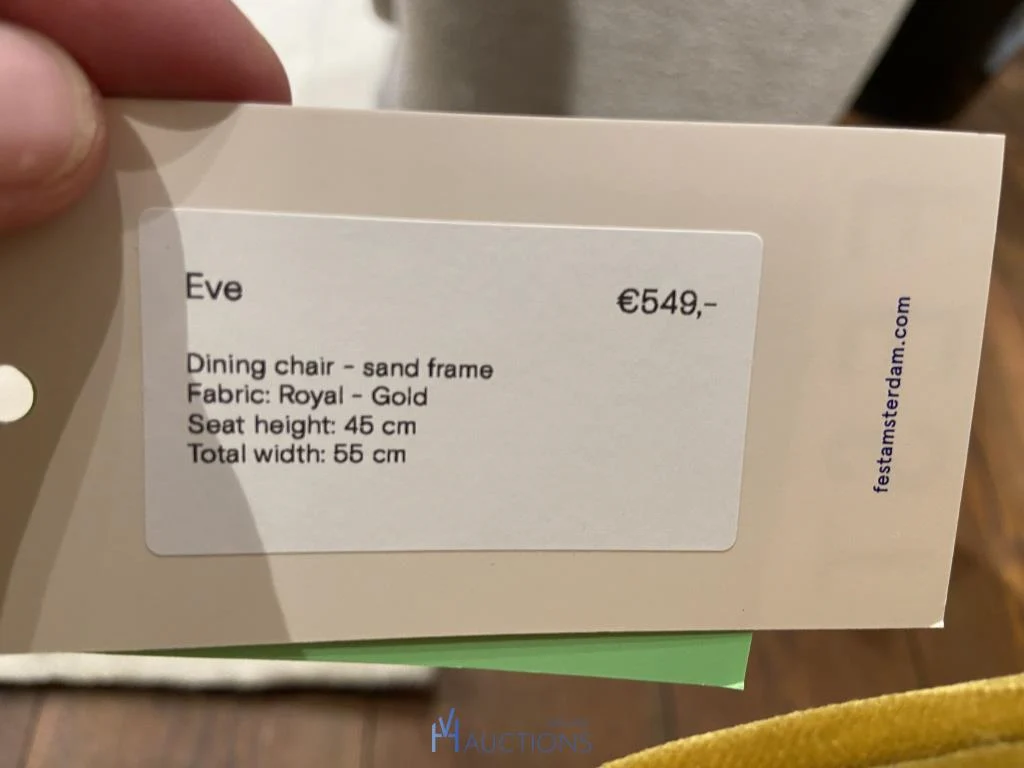 Eve
€549,-
Dining chair - sand frame
Fabric: Royal - Gold
Seat height: 45 cm
Total width: 55 cm
festamsterdam.com
AUCTIONS